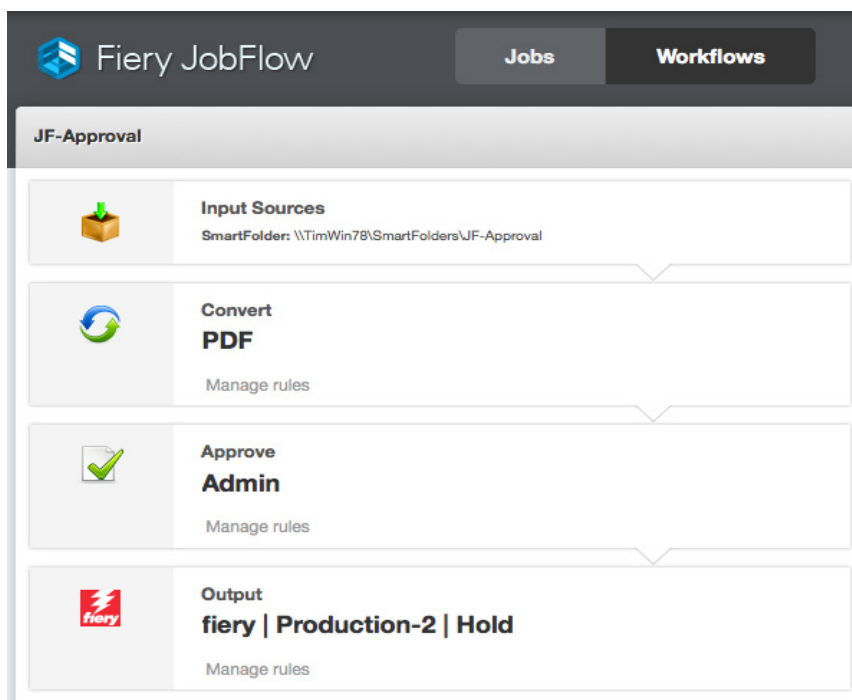 Fiery JobFlow
Jobs
Workflows
JF-Approval
Input Sources
SmartFolder: \\TimWin78\SmartFolders\JF-Approval
Convert
PDF
Manage rules
Approve
Admin
Manage rules
fiery
Output
fiery | Production-2 | Hold
Manage rules